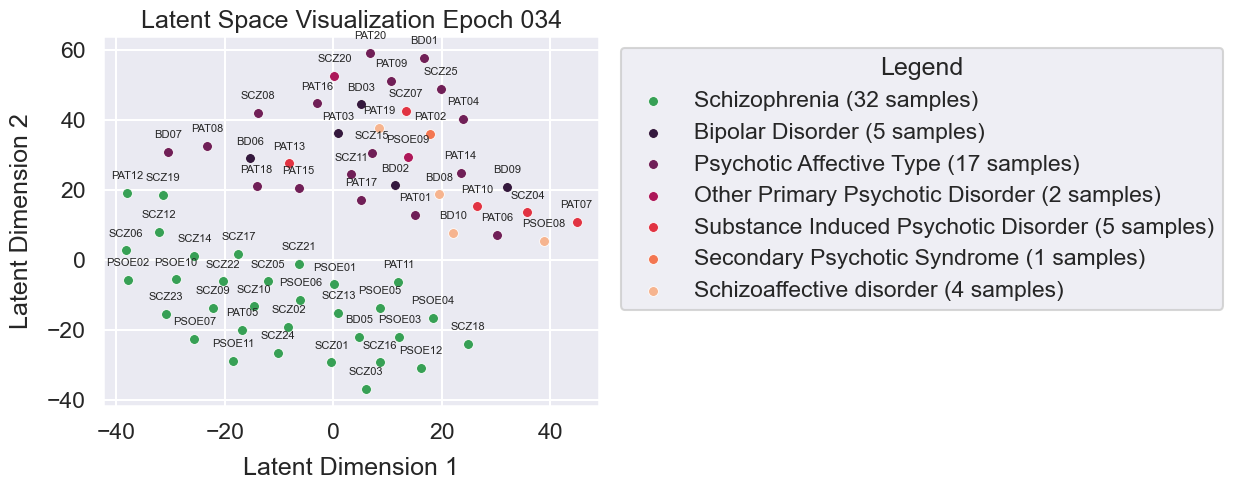 Latent Space Visualization Epoch 034
PAT20
BD01
SCZ20
PAT09
SCZ25
PAT16
BD03
SCZ07
SCZ08
PAT04
PAT03
PAT19
PAT02
BD07
PAT08
BD06
PAT13
SCZ15
PSOE09
SCZ11
PAT14
PAT18
PAT15
BD02
BD09
PAT12
SCZ19
PAT17
BD08
PAT10
SCZ04
PAT01
PAT07
SCZ12
BD10
PAT06
PSOE08
SCZ06
SCZ14
SCZ17
SCZ21
PSOE02
PSOE10
SCZ22
SCZ05
PSOE01
PAT11
PSOE06
SCZ23
SCZ09
SCZ10
SCZ13
PSOE05
PSOE04
PSOE07
PAT05
SCZ02
BD05
PSOE03
SCZ18
PSOE11
SCZ24
SCZ01
SCZ16
PSOE12
SCZ03
60
40
20
0
−20
−40
Latent Dimension 2
−40 −20 0 20 40
Latent Dimension 1
Legend
Schizophrenia (32 samples)
Bipolar Disorder (5 samples)
Psychotic Affective Type (17 samples)
Other Primary Psychotic Disorder (2 samples)
Substance Induced Psychotic Disorder (5 samples)
Secondary Psychotic Syndrome (1 samples)
Schizoaffective disorder (4 samples)